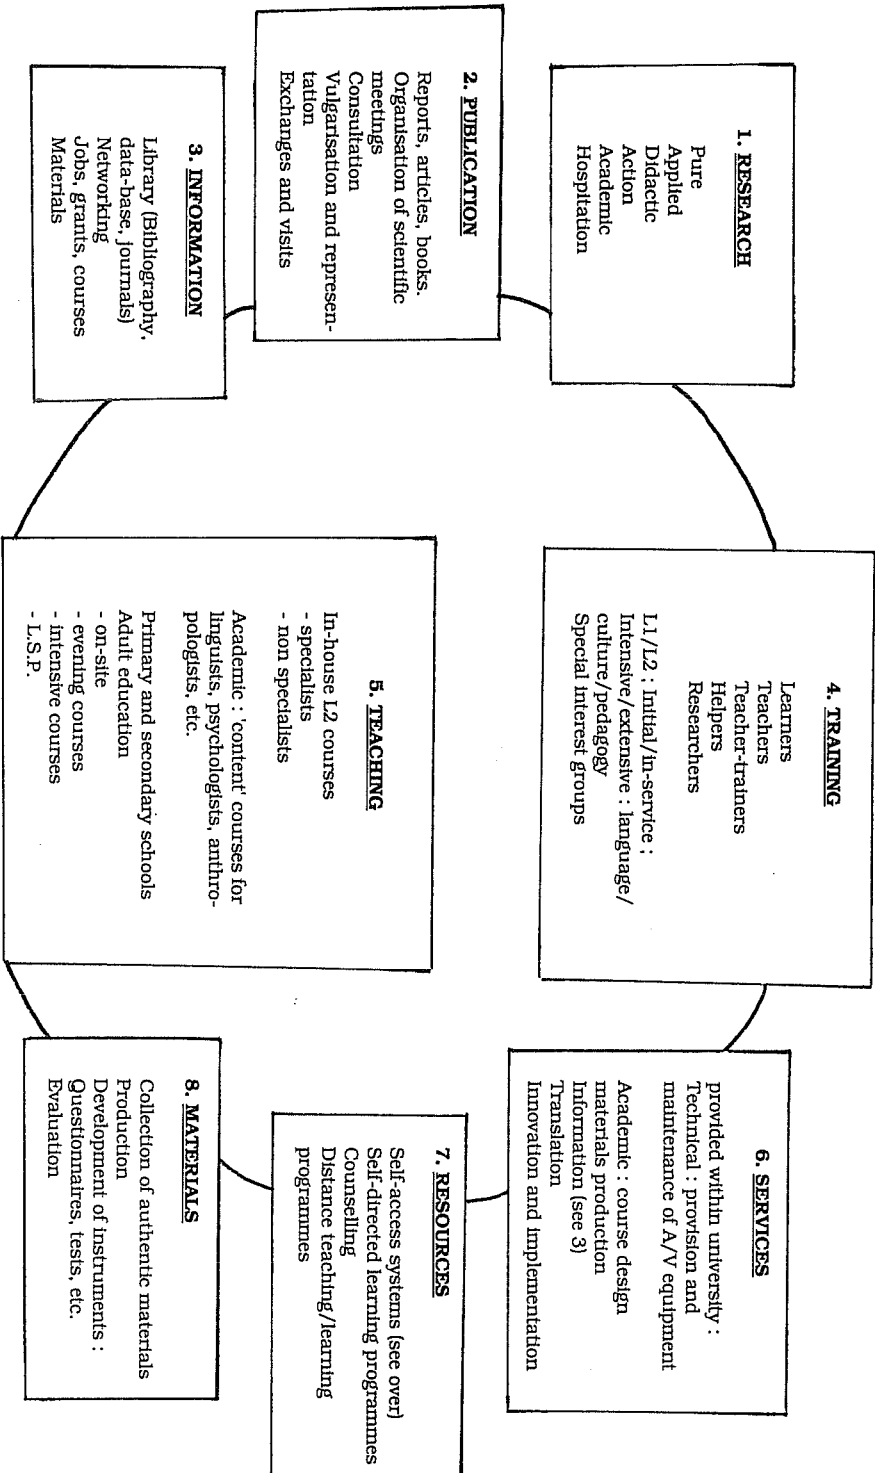 1. RESEARCH
Pure
Applied
Didactic
Action
Academic
Hospitation
2. PUBLICATION
Reports, articles, books.
Organisation of scientific
meetings
Consultation
Vulgarisation and represen-
tation
Exchanges and visits
3. INFORMATION
Library (Bibliography,
data-base, journals)
Networking
Jobs, grants, courses
Materials
4. TRAINING
Learners
Teachers
Teacher-trainers
Helpers
Researchers
L1/L2 : Initial/in-service ;
Intensive/extensive : language/
culture/pedagogy
Special interest groups
5. TEACHING
In-house L2 courses
- specialists
- non specialists
Academic : 'content' courses for
linguists, psychologists, anthro-
pologists, etc.
Primary and secondary schools
Adult education
- on-site
- evening courses
- intensive courses
- L.S.P.
6. SERVICES
provided within university :
Technical : provision and
maintenance of A/V equipment
Academic : course design
materials production
Information (see 3)
Translation
Innovation and implementation
7. RESOURCES
Self-access systems (see over)
Self-directed learning programmes
Counselling
Distance teaching/learning
programmes
8. MATERIALS
Collection of authentic materials
Production
Development of instruments :
Questionnaires, tests, etc.
Evaluation